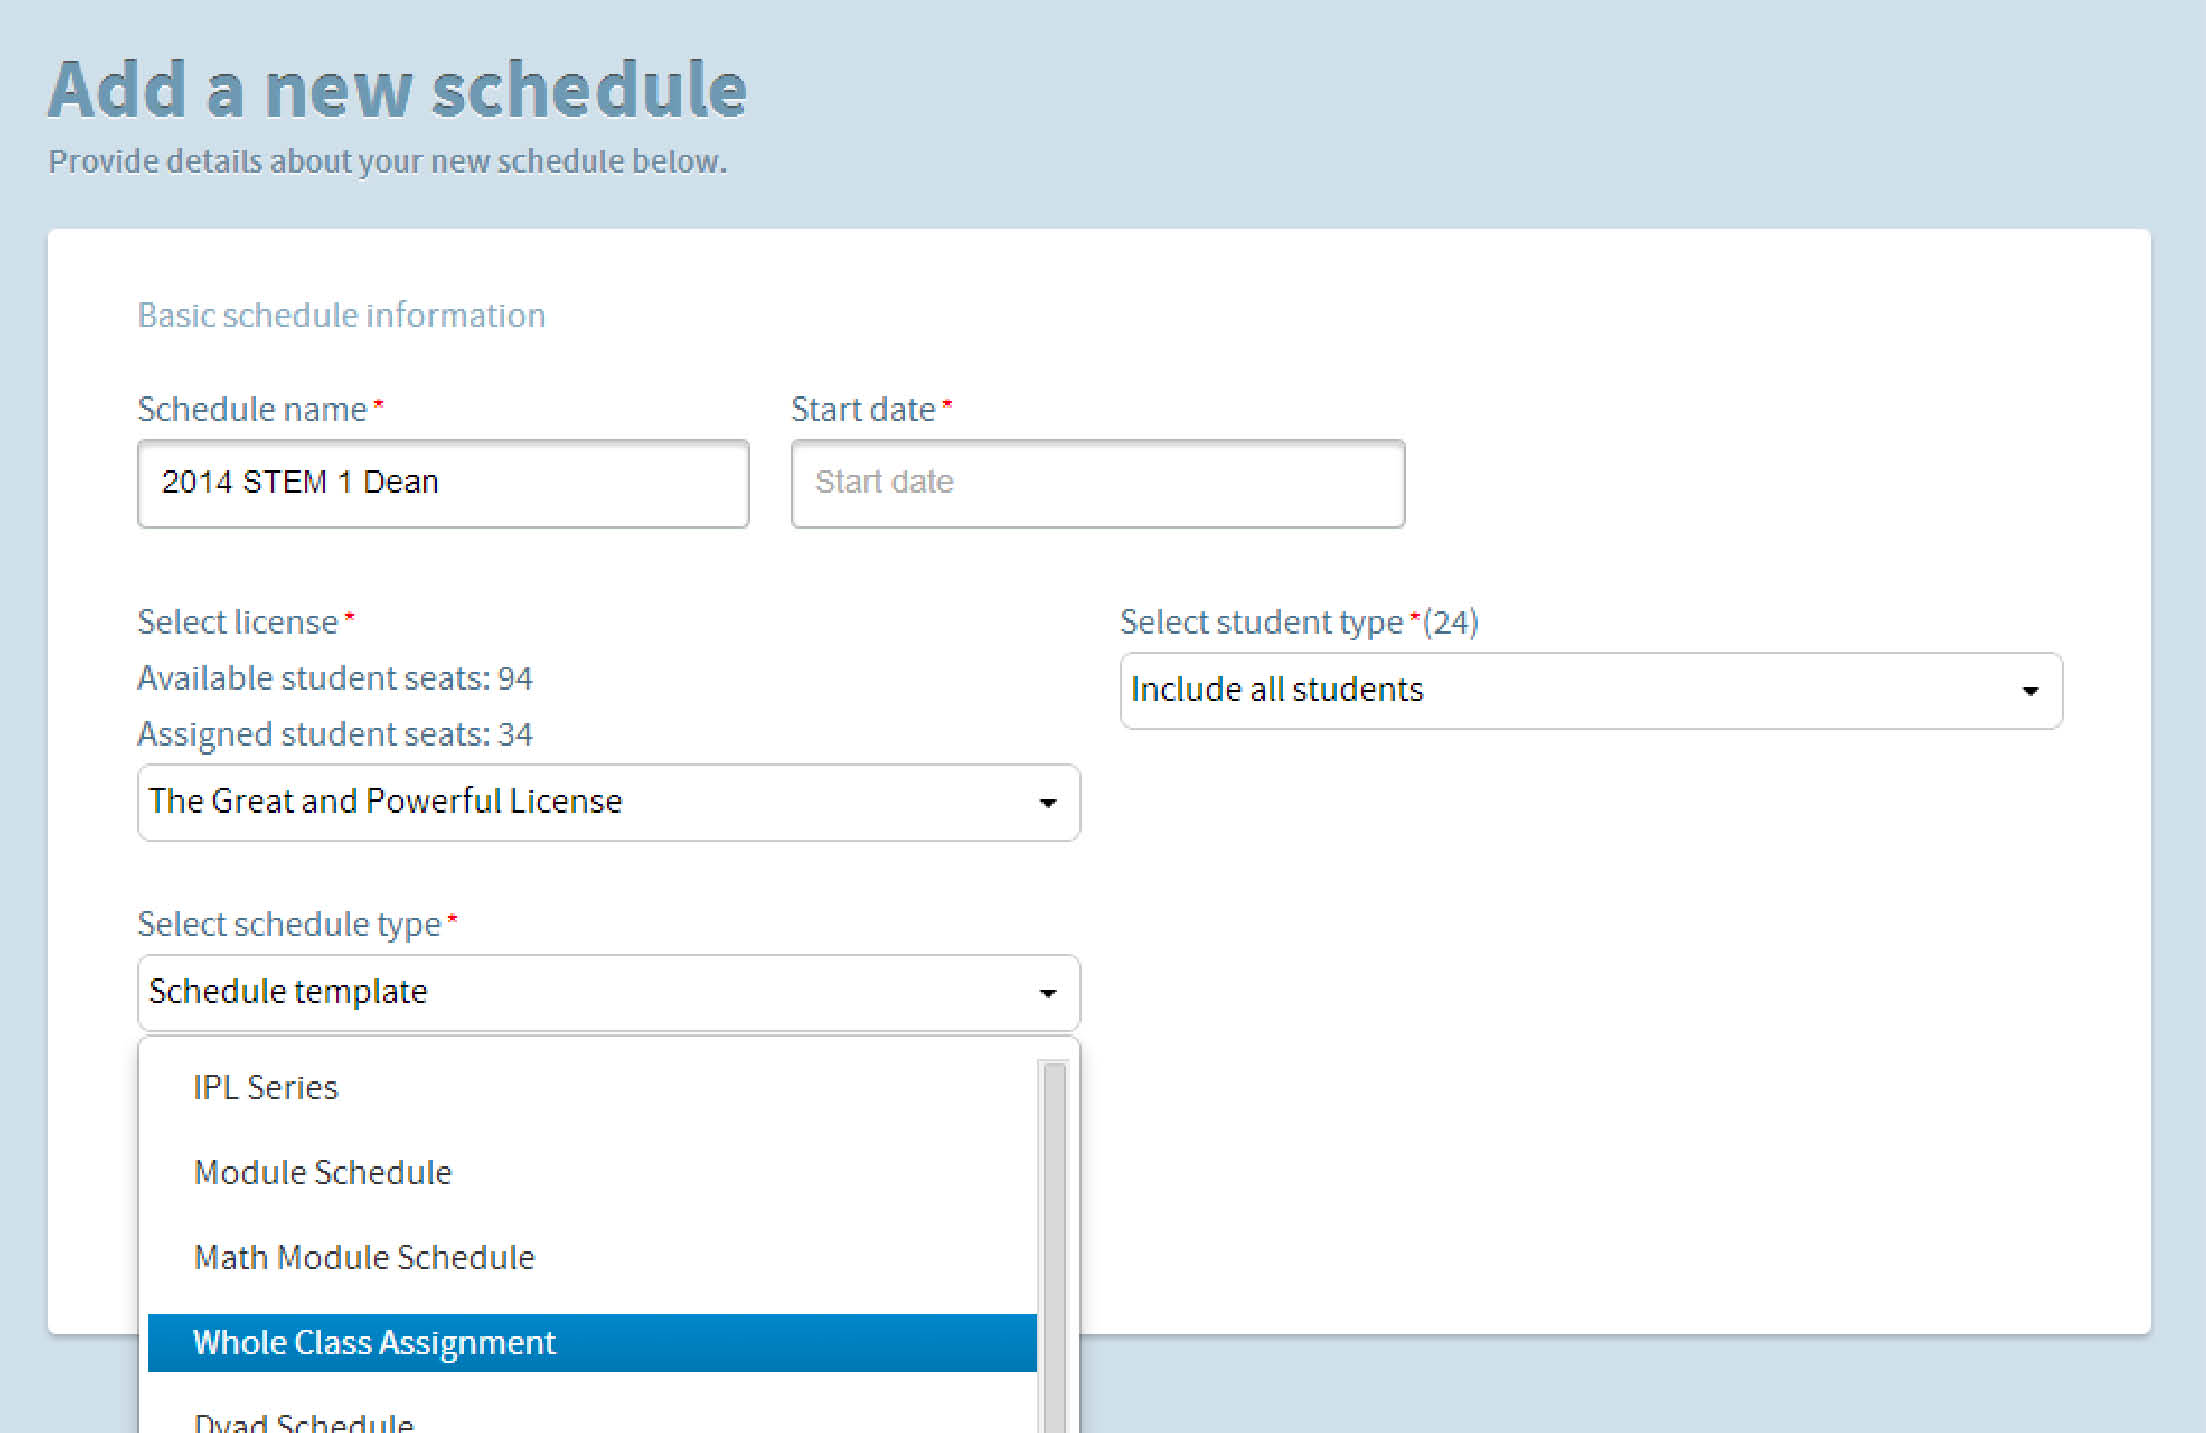 Add a new schedule
Provide details about your new schedule below.
Basic schedule information
Schedule name*
Start date*
2014 STEM 1 Dean
Start date
Select license*
Select student type*(24)
Available student seats: 94
Include all students
Assigned student seats: 34
The Great and Powerful License
Select schedule type*
Schedule template
IPL Series
Module Schedule
Math Module Schedule
Whole Class Assignment
Dyad Schedule